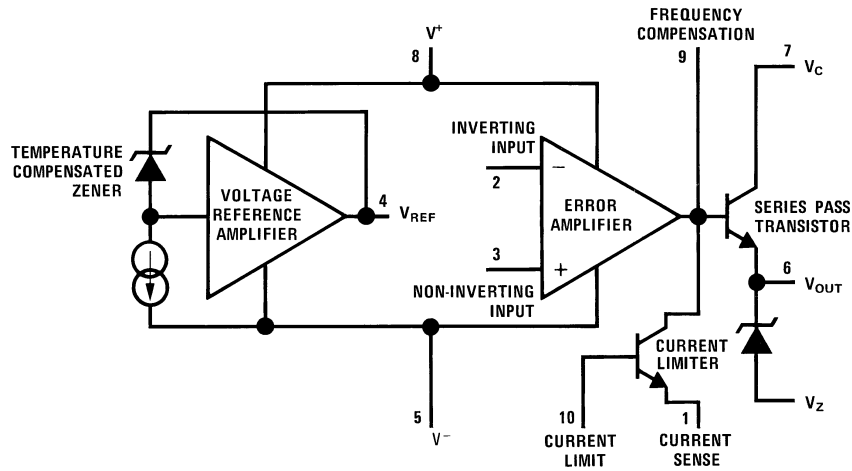 FREQUENCY
COMPENSATION
V+
8
9
7
VC
TEMPERATURE
COMPENSATED
ZENER
VOLTAGE
REFERENCE
AMPLIFIER
4
VREF
INVERTING
INPUT
2
−
ERROR
AMPLIFIER
3
+
NON-INVERTING
INPUT
SERIES PASS
TRANSISTOR
6
VOUT
CURRENT
LIMITER
VZ
5
V−
10
CURRENT
LIMIT
1
CURRENT
SENSE